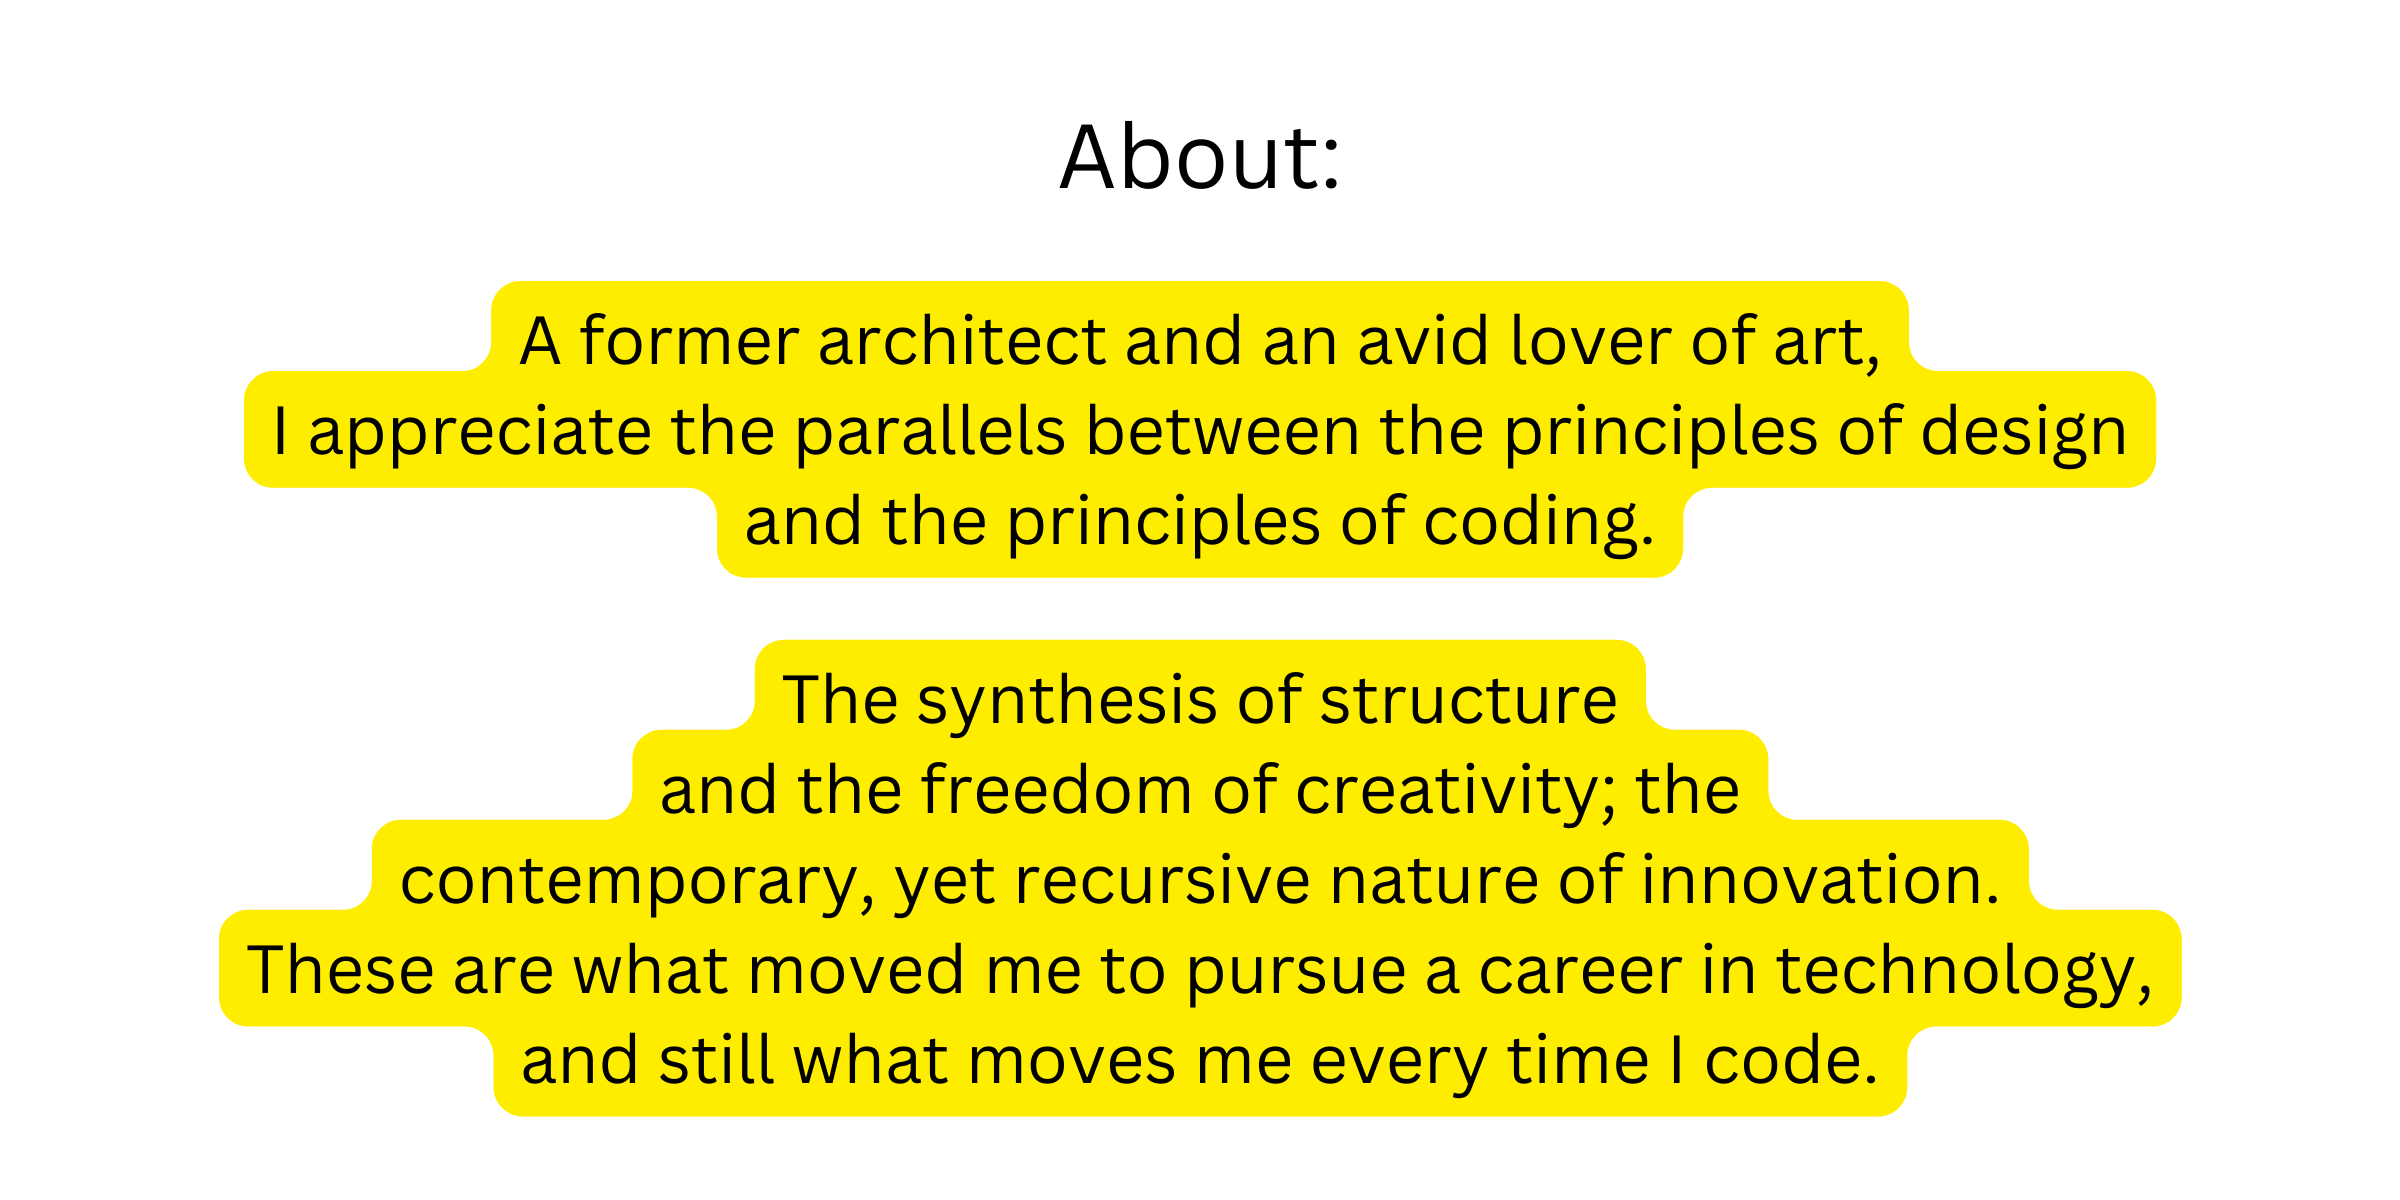 About:
A former architect and an avid lover of art,
I appreciate the parallels between the principles of design
and the principles of coding.
The synthesis of structure
and the freedom of creativity; the
contemporary, yet recursive nature of innovation.
These are what moved me to pursue a career in technology,
and still what moves me every time I code.